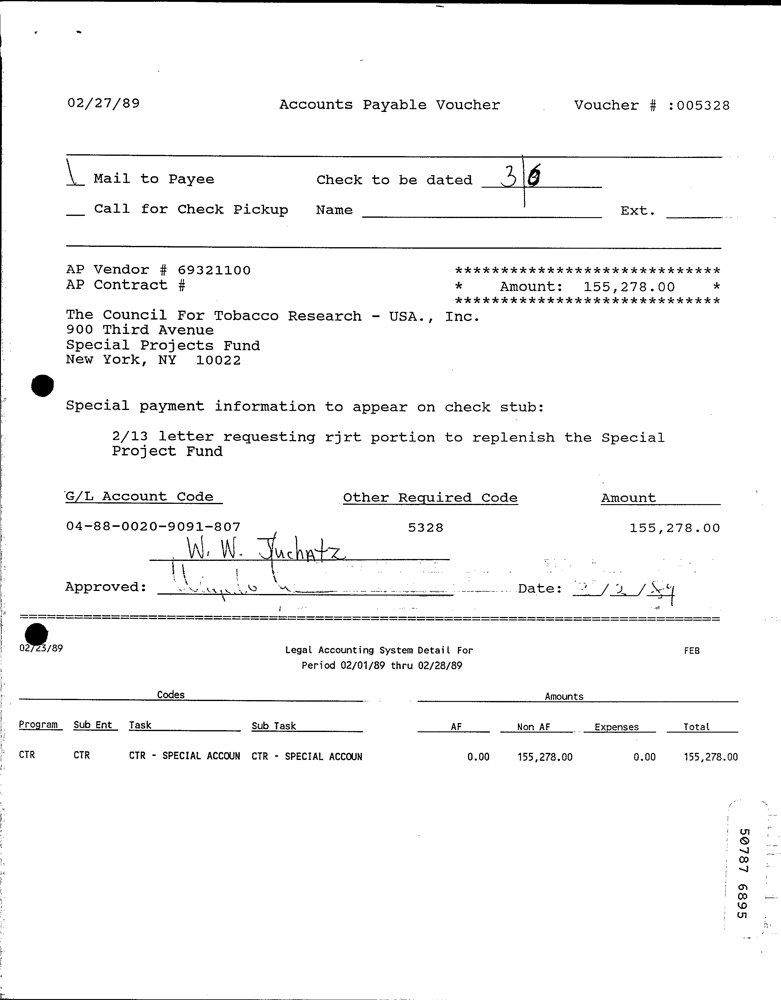 02/27/89 Accounts Payable Voucher Voucher # :005328
Mail to Payee Check to be dated 3 6
__ Call for Check Pickup Name ____ Ext. ____
AP Vendor # 69321100 *****************************
AP Contract # * Amount: 155,278.00 *
*****************************
The Council For Tobacco Research - USA., Inc.
900 Third Avenue
Special Projects Fund
New York, NY 10022
Special payment information to appear on check stub:
2/13 letter requesting rjrt portion to replenish the Special
Project Fund
G/L Account Code Other Required Code Amount
04-88-0020-9091-807 5328 155,278.00
W. W. Juchatz
Approved: Date: /2/89
02/23/89 Legal Accounting System Detail For FEB
Period 02/01/89 thru 02/28/89
Codes Amounts
Program Sub Ent Task Sub Task AF Non AF Expenses Total
CTR CTR CTR - SPECIAL ACCOUN CTR - SPECIAL ACCOUN 0.00 155,278.00 0.00 155,278.00
50787 6895